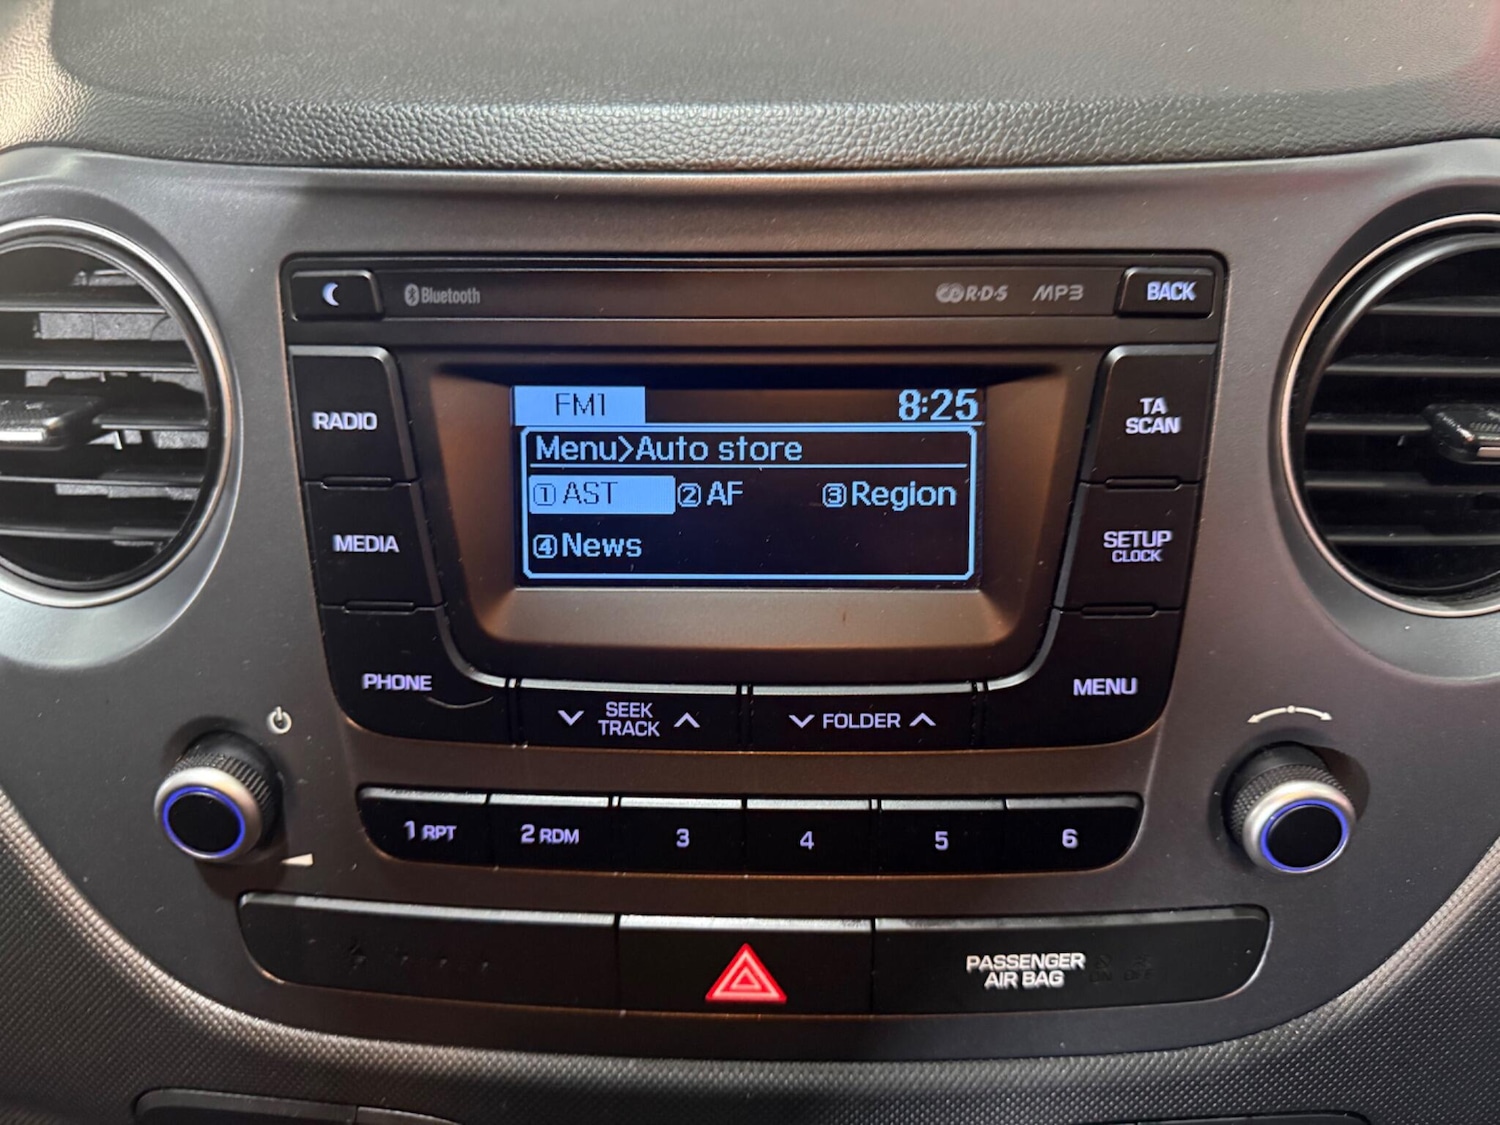 Bluetooth
RDS MP3
BACK
FM1 8:25
Menu>Auto store
1 AST 2 AF 3 Region
4 News
RADIO
MEDIA
PHONE
TA
SCAN
SETUP
CLOCK
MENU
SEEK
TRACK
FOLDER
1 RPT 2 RDM 3 4 5 6
PASSENGER
AIR BAG ON OFF